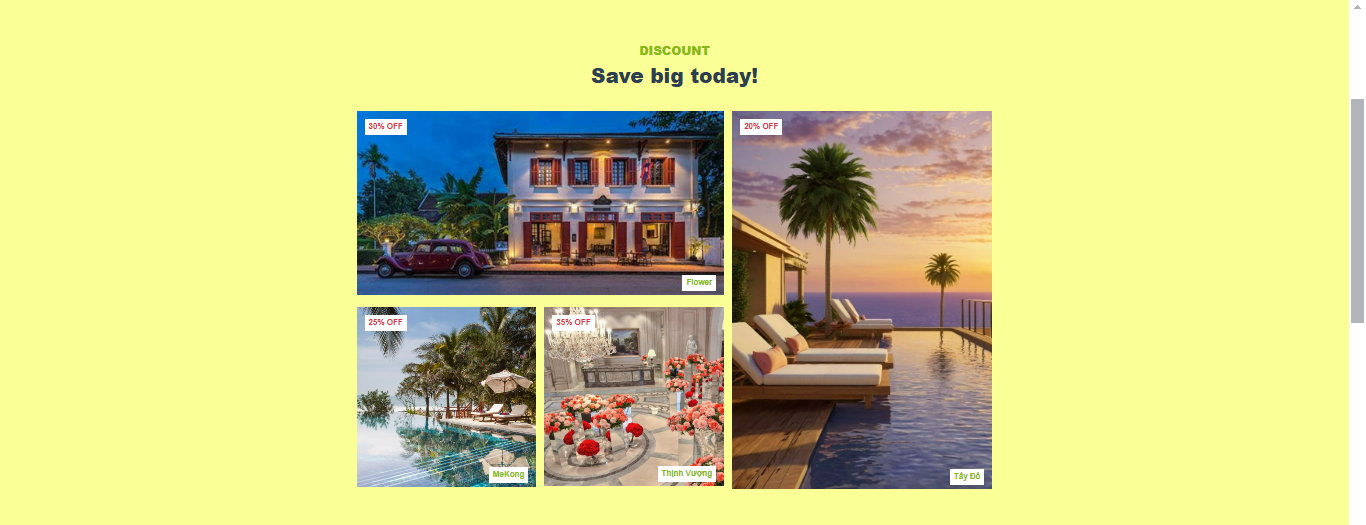 DISCOUNT
Save big today!
30% OFF
Flower
20% OFF
Tây Đô
25% OFF
MeKong
35% OFF
Thịnh Vượng